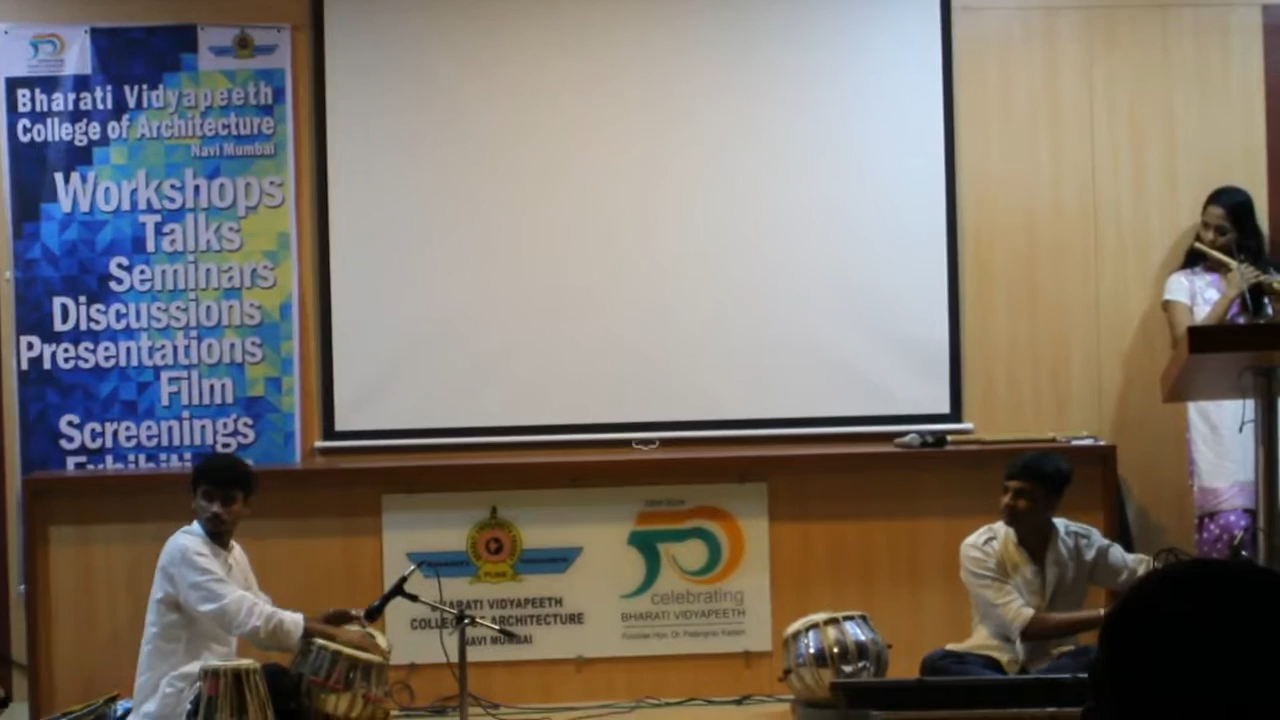 Bharati Vidyapeeth
College of Architecture
Navi Mumbai
Workshops
Talks
Seminars
Discussions
Presentations
Film
Screenings
PUNE
BHARATI VIDYAPEETH
COLLEGE OF ARCHITECTURE
NAVI MUMBAI
celebrating
BHARATI VIDYAPEETH